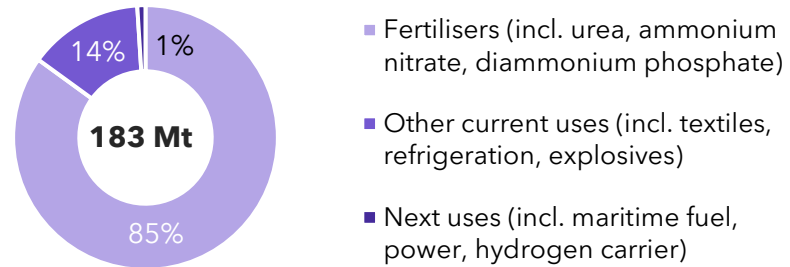 14%
1%
183 Mt
85%
Fertilisers (incl. urea, ammonium
nitrate, diammonium phosphate)
Other current uses (incl. textiles,
refrigeration, explosives)
Next uses (incl. maritime fuel,
power, hydrogen carrier)